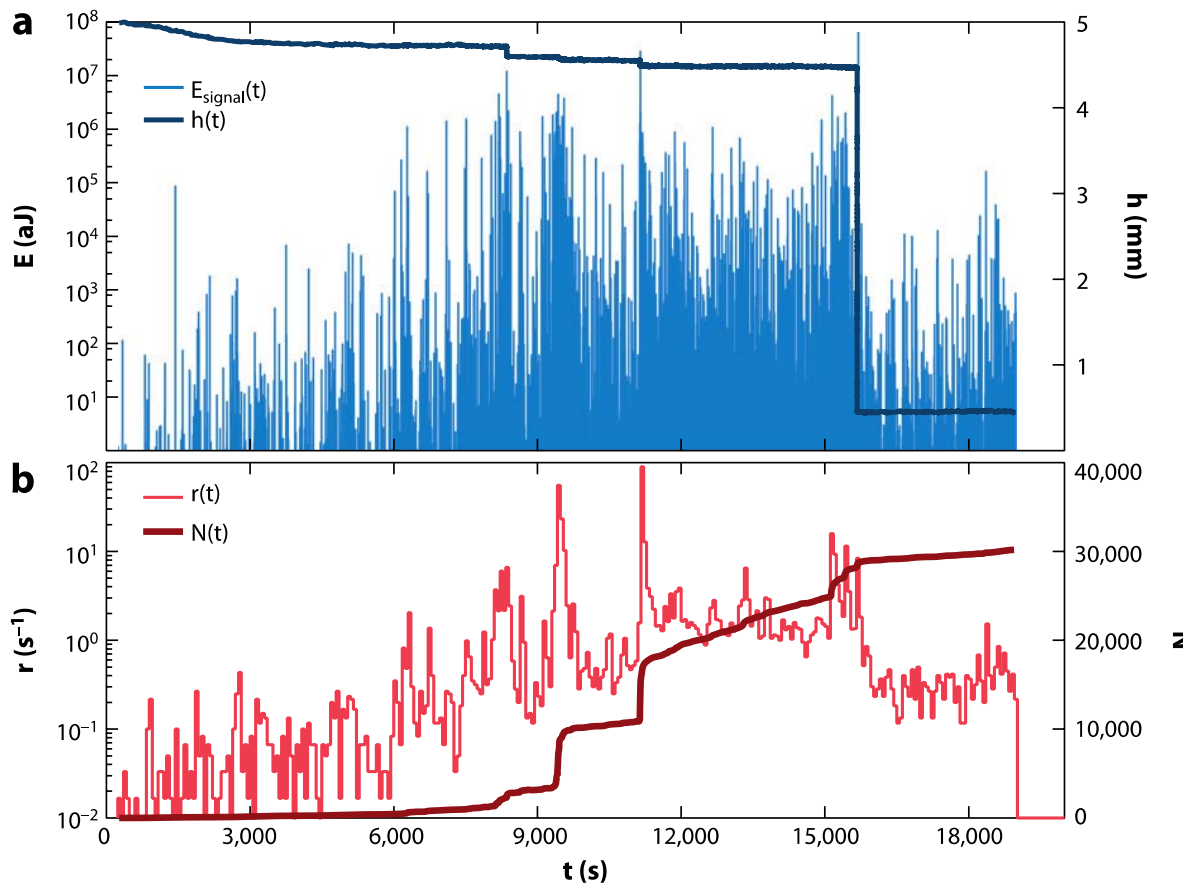 a
10^8
10^7
10^6
10^5
10^4
10^3
10^2
10^1
E (aJ)
E_signal(t)
h(t)
5
4
3
2
1
h (mm)
b
10^2
10^1
10^0
10^−1
10^−2
r (s^−1)
r(t)
N(t)
40,000
30,000
20,000
10,000
0
N
0
3,000
6,000
9,000
12,000
15,000
18,000
t (s)